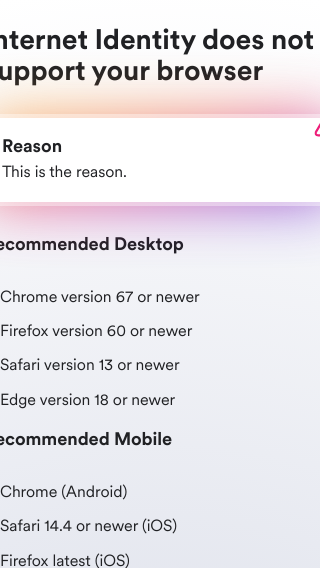 nternet Identity does not
upport your browser
Reason
This is the reason.
ecommended Desktop
Chrome version 67 or newer
Firefox version 60 or newer
Safari version 13 or newer
Edge version 18 or newer
ecommended Mobile
Chrome (Android)
Safari 14.4 or newer (iOS)
Firefox latest (iOS)